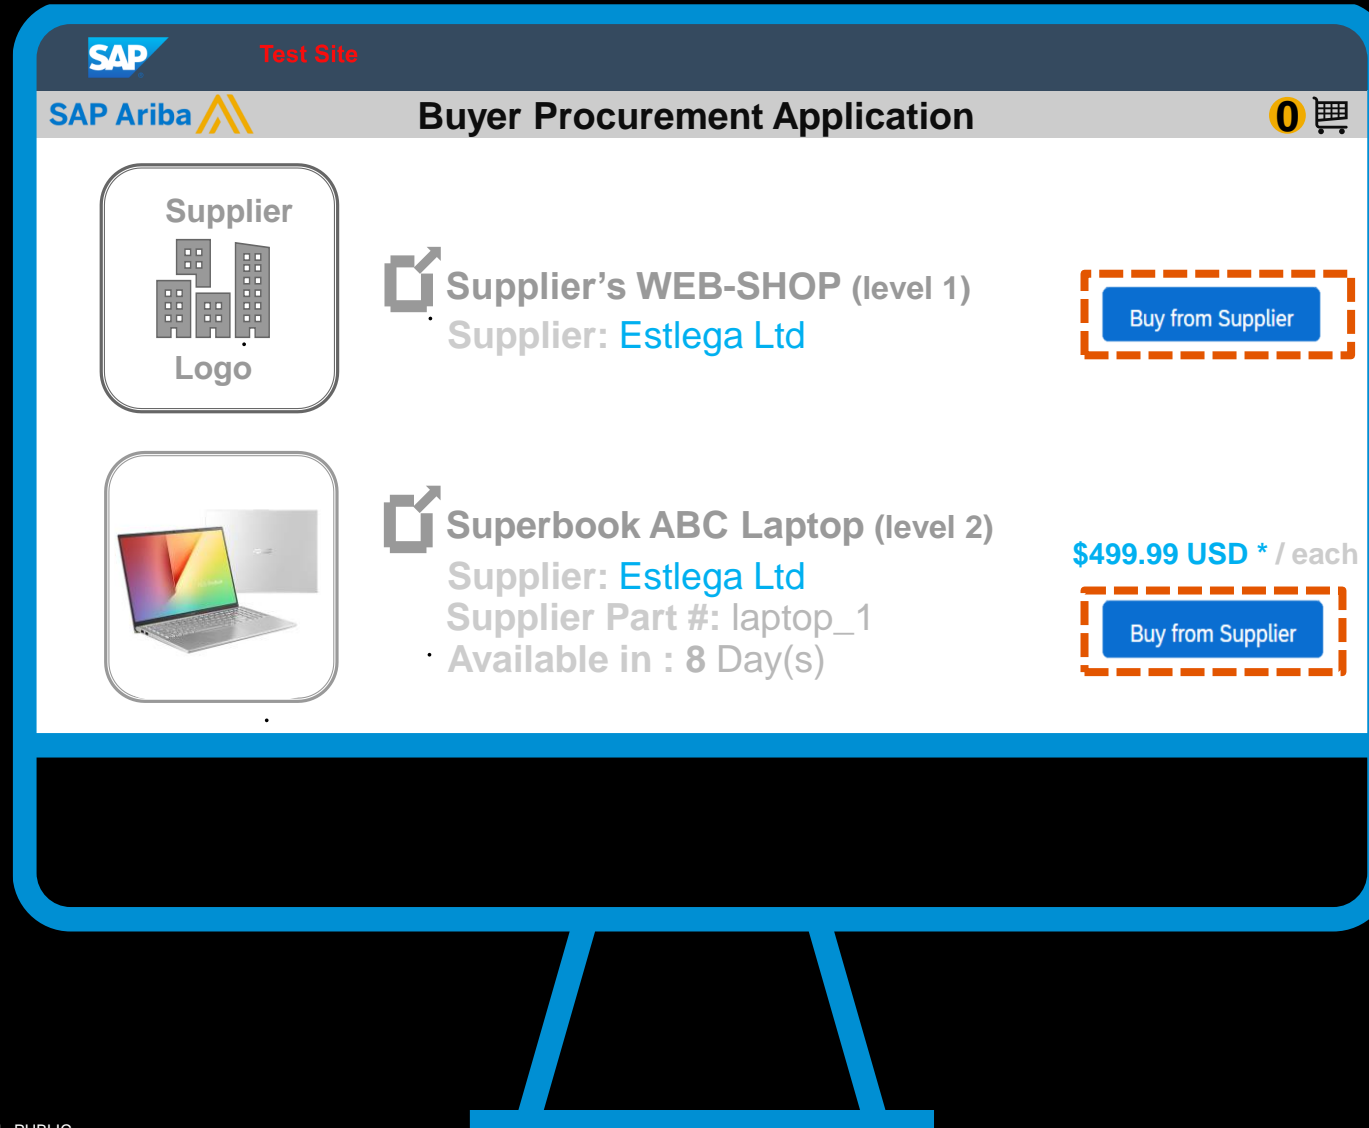 SAP
Test Site
SAP Ariba
Buyer Procurement Application
0
Supplier
Logo
Supplier’s WEB-SHOP (level 1)
Supplier: Estlega Ltd
Buy from Supplier
Superbook ABC Laptop (level 2)
Supplier: Estlega Ltd
Supplier Part #: laptop_1
Available in : 8 Day(s)
$499.99 USD * / each
Buy from Supplier
PUBLIC